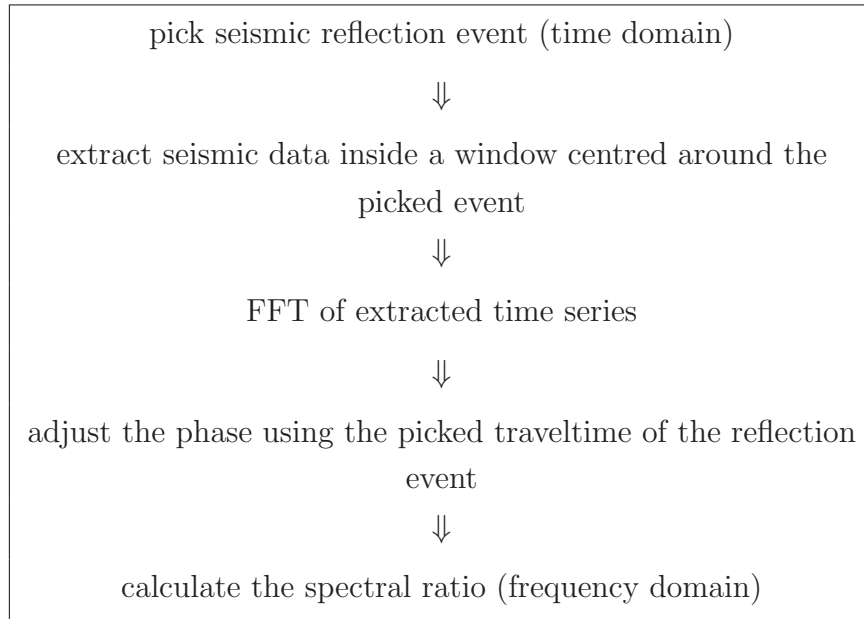 pick seismic reflection event (time domain)
⇓
extract seismic data inside a window centred around the
picked event
⇓
FFT of extracted time series
⇓
adjust the phase using the picked traveltime of the reflection
event
⇓
calculate the spectral ratio (frequency domain)